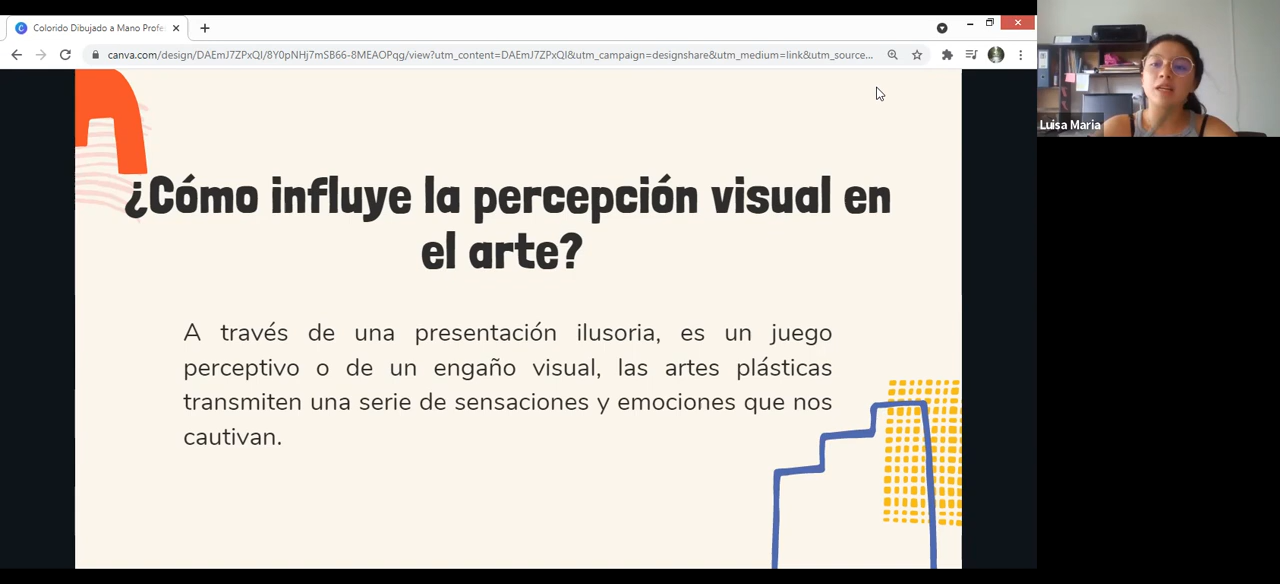 Colorido Dibujado a Mano Profe
canva.com/design/DAEmJ7ZPxQI/8Y0pNHj7mSB66-8MEAOPqg/view?utm_content=DAEmJ7ZPxQI&utm_campaign=designshare&utm_medium=link&utm_source...
Luisa Maria
¿Cómo influye la percepción visual en
el arte?
A través de una presentación ilusoria, es un juego
perceptivo o de un engaño visual, las artes plásticas
transmiten una serie de sensaciones y emociones que nos
cautivan.